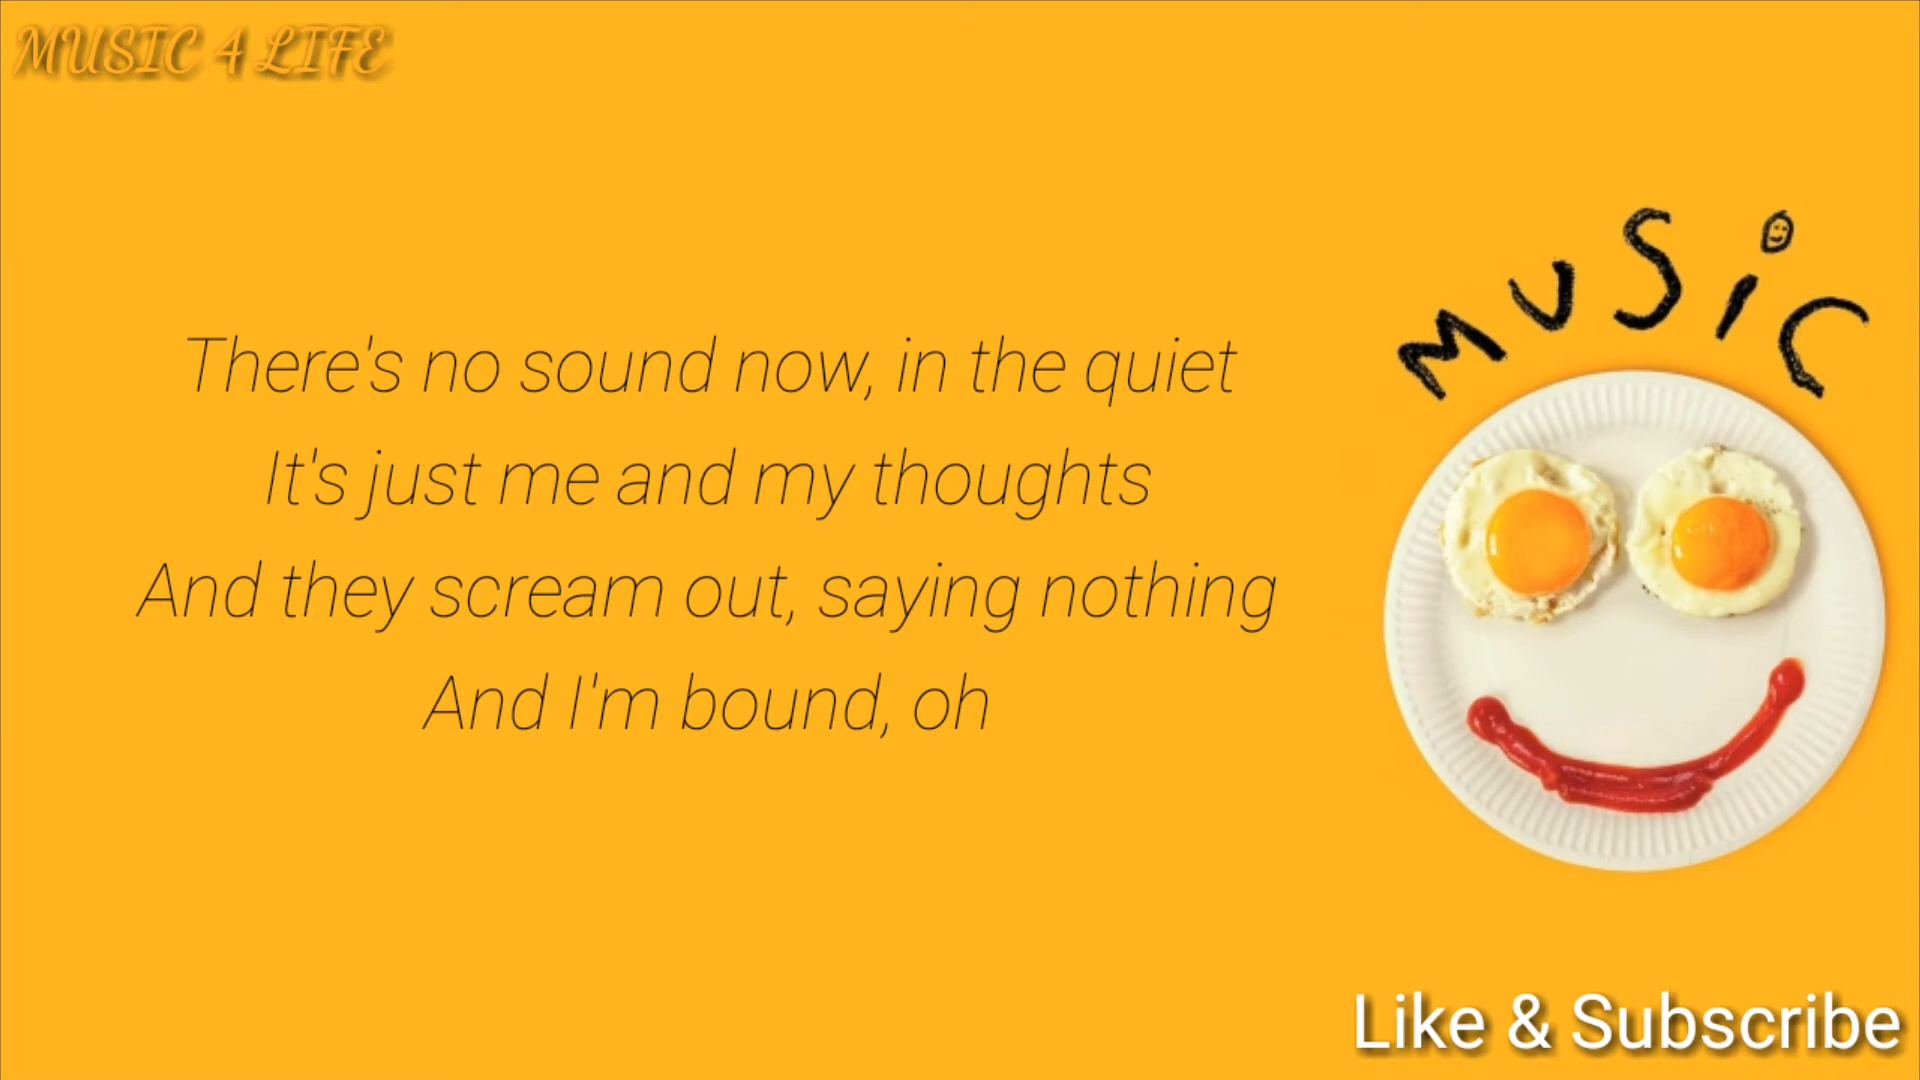 MUSIC 4 LIFE
MUSiC
There's no sound now, in the quiet
It's just me and my thoughts
And they scream out, saying nothing
And I'm bound, oh
Like & Subscribe